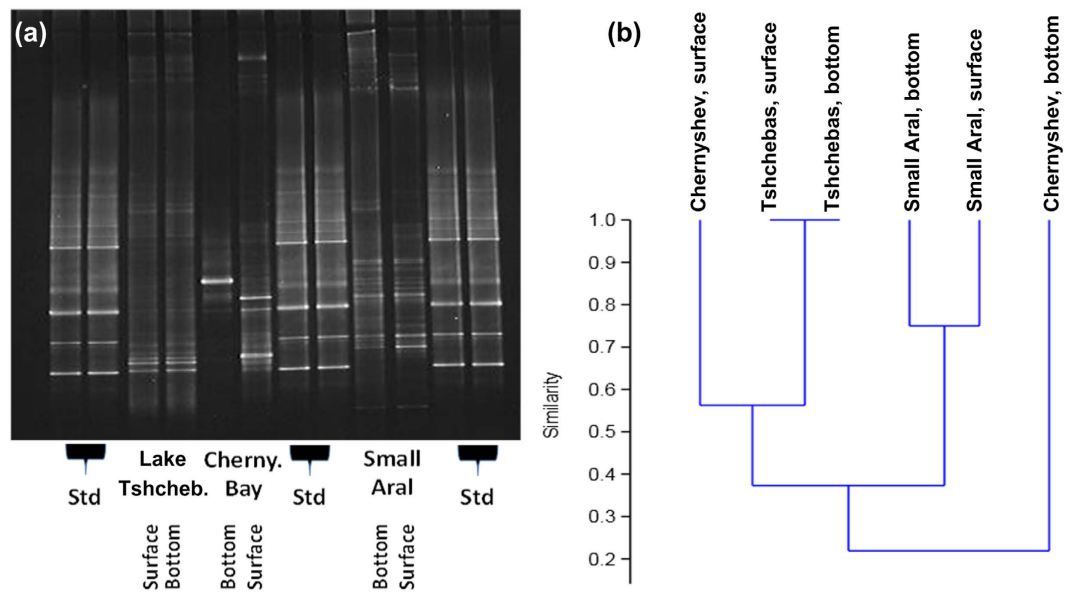 (a)
Std
Lake
Tshcheb.
Cherny.
Bay
Std
Small
Aral
Std
Surface
Bottom
Bottom
Surface
Bottom
Surface
(b)
Chernyshev, surface
Tshchebas, surface
Tshchebas, bottom
Small Aral, bottom
Small Aral, surface
Chernyshev, bottom
Similarity
1.0
0.9
0.8
0.7
0.6
0.5
0.4
0.3
0.2